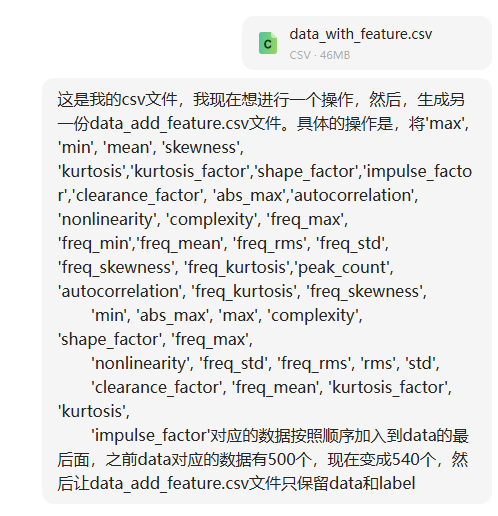 data_with_feature.csv
CSV · 46MB
这是我的csv文件，我现在想进行一个操作，然后，生成另
一份data_add_feature.csv文件。具体的操作是，将'max',
'min', 'mean', 'skewness',
'kurtosis','kurtosis_factor','shape_factor','impulse_facto
r','clearance_factor', 'abs_max','autocorrelation',
'nonlinearity', 'complexity', 'freq_max',
'freq_min','freq_mean', 'freq_rms', 'freq_std',
'freq_skewness', 'freq_kurtosis','peak_count',
'autocorrelation', 'freq_kurtosis', 'freq_skewness',
'min', 'abs_max', 'max', 'complexity',
'shape_factor', 'freq_max'
'nonlinearity', 'freq_std', 'freq_rms', 'rms', 'std',
'clearance_factor', 'freq_mean', 'kurtosis_factor',
'kurtosis',
'impulse_factor'对应的数据按照顺序加入到data的最
后面，之前data对应的数据有500个，现在变成540个，然
后让data_add_feature.csv文件只保留data和label